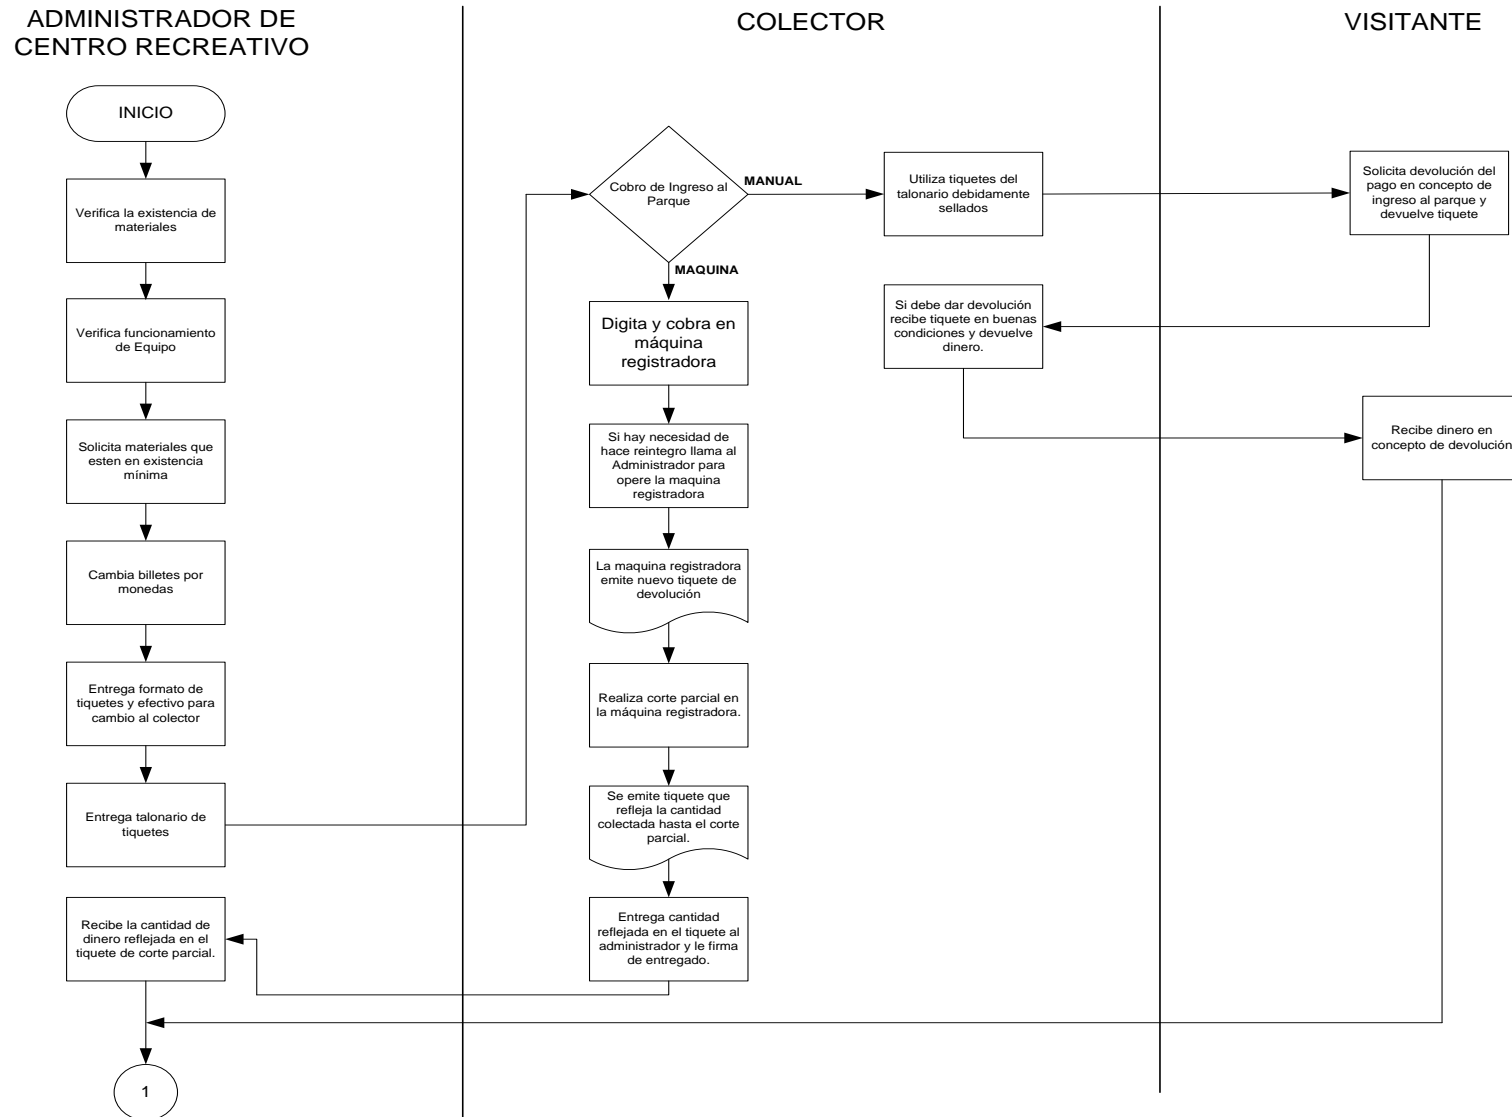 ADMINISTRADOR DE
CENTRO RECREATIVO
COLECTOR
VISITANTE
INICIO
Verifica la existencia de
materiales
Verifica funcionamiento
de Equipo
Solicita materiales que
esten en existencia
mínima
Cambia billetes por
monedas
Entrega formato de
tiquetes y efectivo para
cambio al colector
Entrega talonario de
tiquetes
Recibe la cantidad de
dinero reflejada en el
tiquete de corte parcial.
1
Cobro de Ingreso al
Parque
MANUAL
MAQUINA
Digita y cobra en
máquina
registradora
Si hay necesidad de
hace reintegro llama al
Administrador para
opere la maquina
registradora
La maquina registradora
emite nuevo tiquete de
devolución
Realiza corte parcial en
la máquina registradora.
Se emite tiquete que
refleja la cantidad
colectada hasta el corte
parcial.
Entrega cantidad
reflejada en el tiquete al
administrador y le firma
de entregado.
Utiliza tiquetes del
talonario debidamente
sellados
Si debe dar devolución
recibe tiquete en buenas
condiciones y devuelve
dinero.
Solicita devolución del
pago en concepto de
ingreso al parque y
devuelve tiquete
Recibe dinero en
concepto de devolución